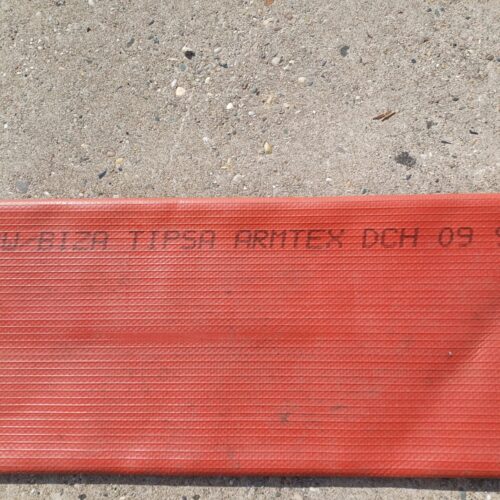 W/BIZA TIPSA ARMTEX DCH 09